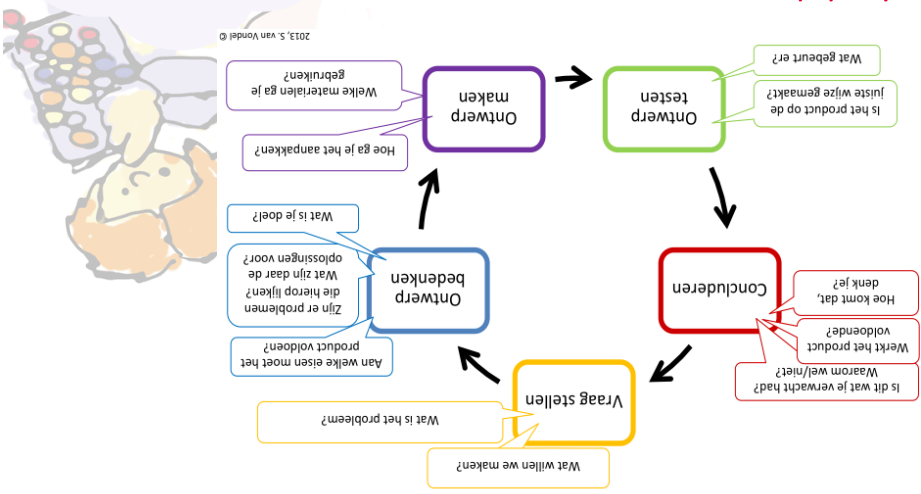 Wat willen we maken?
Wat is het probleem?
Vraag stellen
Aan welke eisen moet het
product voldoen?
Zijn er problemen
die hierop lijken?
Wat zijn daar de
oplossingen voor?
Wat is je doel?
Ontwerp
bedenken
Hoe ga je het aanpakken?
Welke materialen ga je
gebruiken?
Ontwerp
maken
Is het product op de
juiste wijze gemaakt?
Wat gebeurt er?
Ontwerp
testen
Is dit wat je verwacht had?
Waarom wel/niet?
Werkt het product
voldoende?
Hoe komt dat,
denk je?
Concluderen
2013, S. van Vondel ©